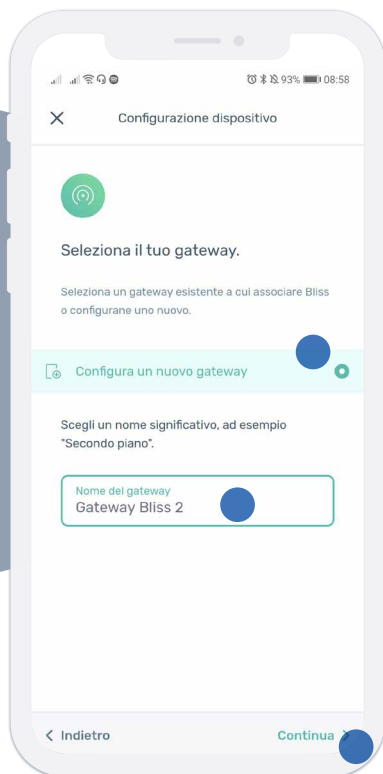 93% 08:58
Configurazione dispositivo
Seleziona il tuo gateway.
Seleziona un gateway esistente a cui associare Bliss
o configurane uno nuovo.
Configura un nuovo gateway
Scegli un nome significativo, ad esempio
"Secondo piano".
Nome del gateway
Gateway Bliss 2
Indietro Continua